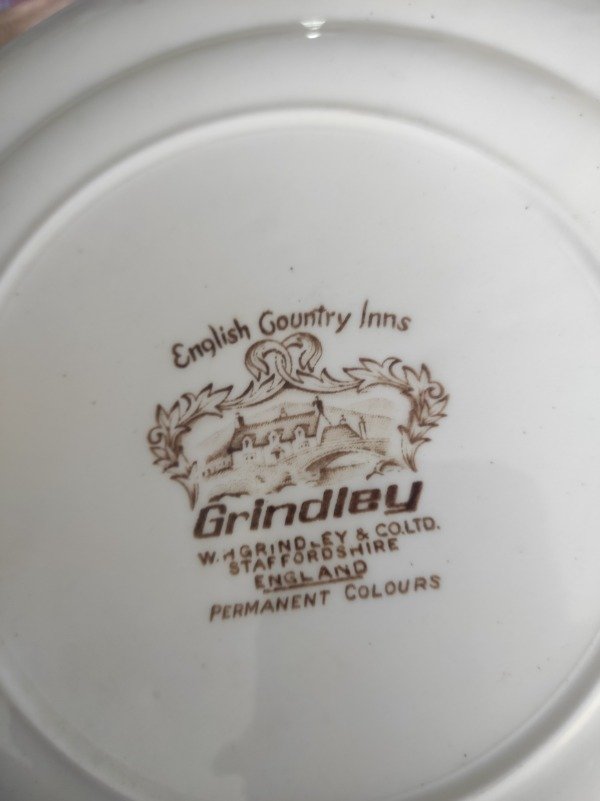 English Country Inns
Grindley
W.H GRINDLEY & CO.LTD.
STAFFORDSHIRE
ENGLAND
PERMANENT COLOURS